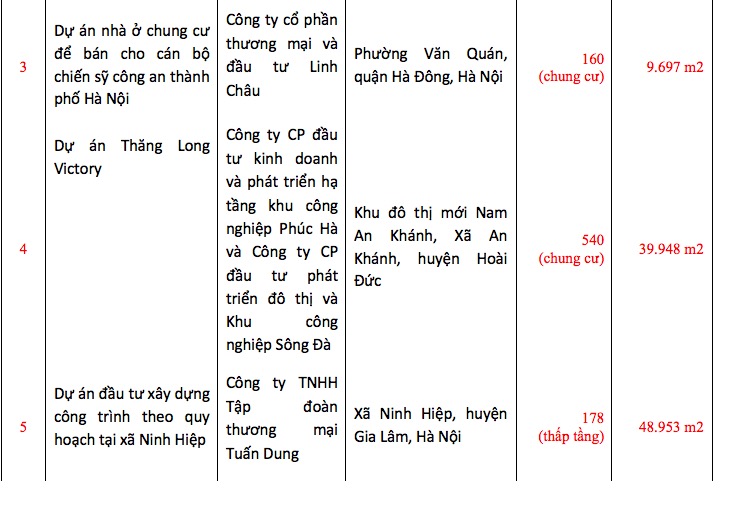 3
Dự án nhà ở chung cư
để bán cho cán bộ
chiến sỹ công an thành
phố Hà Nội
Công ty cổ phần
thương mại và
đầu tư Linh
Châu
Phường Văn Quán,
quận Hà Đông, Hà Nội
160
(chung cư)
9.697 m2
4
Dự án Thăng Long
Victory
Công ty CP đầu
tư kinh doanh
và phát triển hạ
tầng khu công
nghiệp Phúc Hà
và Công ty CP
đầu tư phát
triển đô thị và
Khu công
nghiệp Sông Đà
Khu đô thị mới Nam
An Khánh, Xã An
Khánh, huyện Hoài
Đức
540
(chung cư)
39.948 m2
5
Dự án đầu tư xây dựng
công trình theo quy
hoạch tại xã Ninh Hiệp
Công ty TNHH
Tập đoàn
thương mại
Tuấn Dung
Xã Ninh Hiệp, huyện
Gia Lâm, Hà Nội
178
(thấp tầng)
48.953 m2